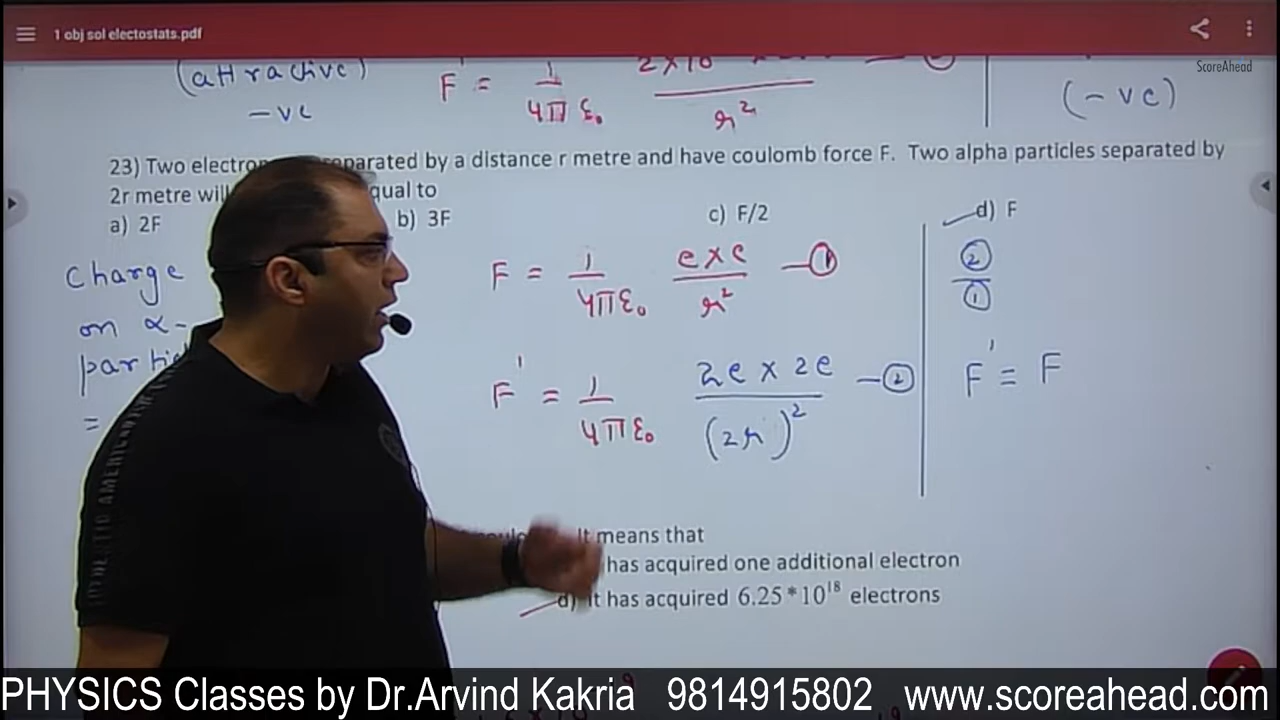 1 obj sol electostats.pdf
ScoreAhead
(attractive)
-ve
F' = 1/4πε₀ 2×10 / r²
(-ve)
23) Two electron separated by a distance r metre and have coulomb force F. Two alpha particles separated by
2r metre will qual to
a) 2F b) 3F c) F/2 d) F
Charge
on α-
partic
=
F = 1/4πε₀ e×e/r² —①
F' = 1/4πε₀ 2e×2e/(2r)² —②
②/①
F' = F
It means that
has acquired one additional electron
d) It has acquired 6.25*10¹⁸ electrons
PHYSICS Classes by Dr.Arvind Kakria 9814915802 www.scoreahead.com